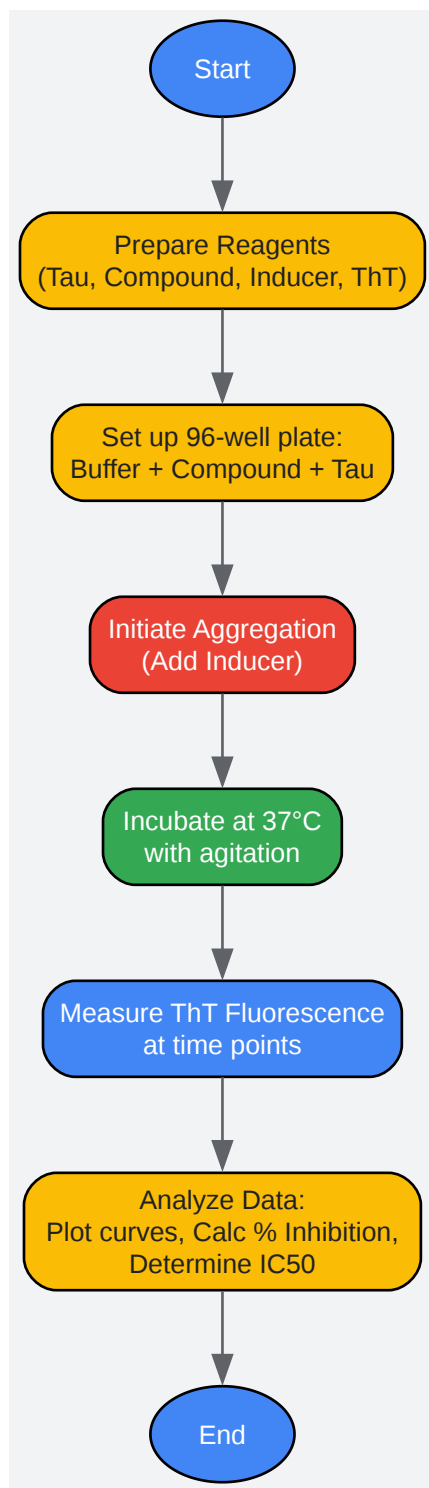 Start
Prepare Reagents
(Tau, Compound, Inducer, ThT)
Set up 96-well plate:
Buffer + Compound + Tau
Initiate Aggregation
(Add Inducer)
Incubate at 37°C
with agitation
Measure ThT Fluorescence
at time points
Analyze Data:
Plot curves, Calc % Inhibition,
Determine IC50
End